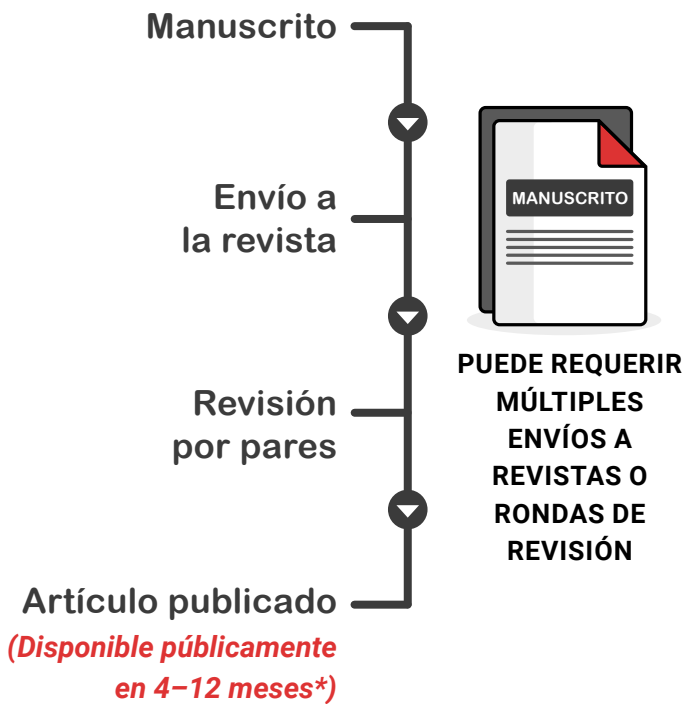 Manuscrito
Envío a
la revista
Revisión
por pares
Artículo publicado
(Disponible públicamente
en 4–12 meses*)
MANUSCRITO
PUEDE REQUERIR
MÚLTIPLES
ENVÍOS A
REVISTAS O
RONDAS DE
REVISIÓN